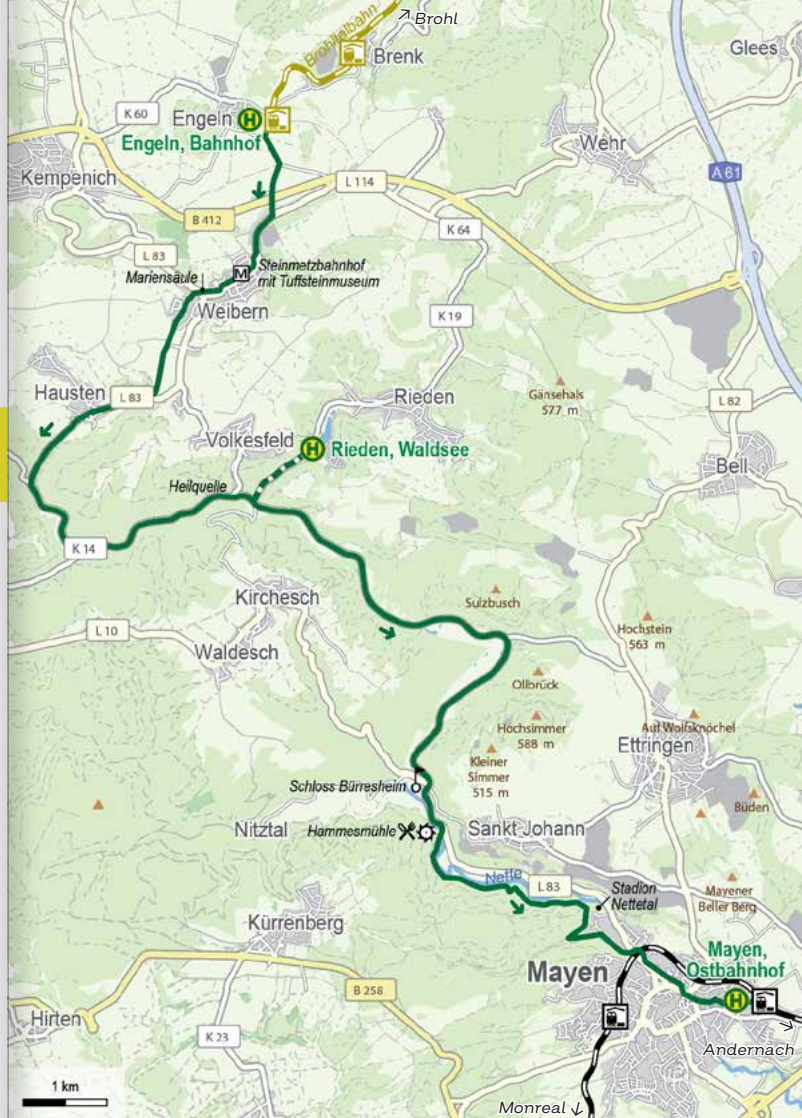 ↗ Brohl
Brohltalbahn
Brenk
Glees
K 60
Engeln
H
Engeln, Bahnhof
Wehr
Kempenich
L 114
A 61
B 412
K 64
L 83
Mariensäule
M
Steinmetzbahnhof
mit Tuffsteinmuseum
Weibern
K 19
Hausten
L 83
Rieden
Gänsehals
577 m
L 82
Volkesfeld
H
Rieden, Waldsee
Bell
Heilquelle
K 14
Kirchesch
Sulzbusch
L 10
Waldesch
Hochstein
563 m
Ollbrück
Hochsimmer
588 m
Auf Wolfsknöchel
Ettringen
Kleiner
Simmer
515 m
Schloss Bürresheim
Büden
Nitztal
Hammesmühle
Sankt Johann
Nette
L 83
Stadion
Nettetal
Mayener
Beller Berg
Kürrenberg
Mayen
Mayen,
Ostbahnhof
H
B 258
Hirten
K 23
Andernach
1 km
Monreal ↓